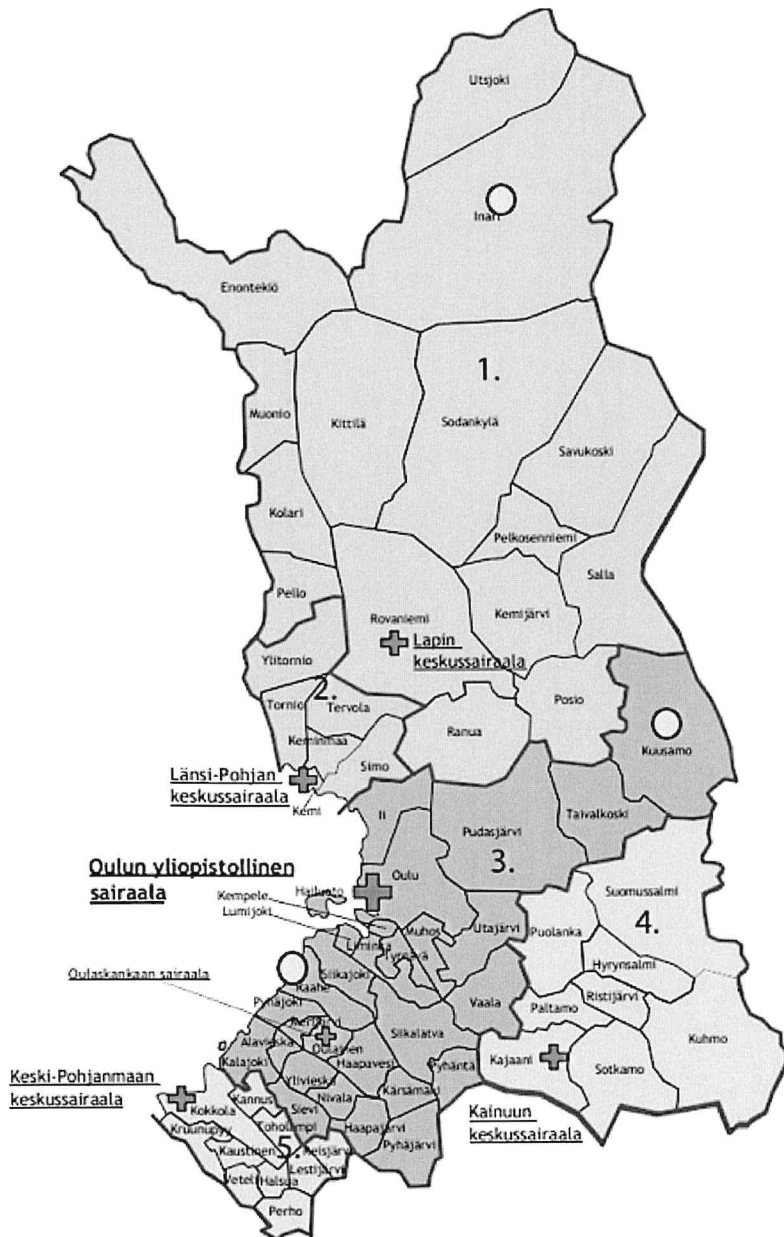 Utsjoki
Inari
Enontekiö
1.
Muonio
Kittilä
Sodankylä
Savukoski
Kolari
Pelkosenniemi
Pello
Salla
Rovaniemi
Kemijärvi
Lapin
keskussairaala
Ylitornio
2.
Tornio
Tervola
Posio
Ranua
Keminmaa
Kuusamo
Simo
Länsi-Pohjan
keskussairaala
Kemi
Ii
Taivalkoski
Pudasjärvi
3.
Oulun yliopistollinen
sairaala
Oulu
Hailuoto
Kempele
Lumijoki
Suomussalmi
4.
Muhos
Utajärvi
Puolanka
Liminka
Tyrnävä
Hyrynsalmi
Oulaskankaan sairaala
Siikajoki
Raahe
Vaala
Paltamo
Ristijärvi
Pyhäjoki
Merijärvi
Siikalatva
Kuhmo
Alavieska
Oulainen
Kalajoki
Haapavesi
Pyhäntä
Kajaani
Sotkamo
Keski-Pohjanmaan
keskussairaala
Ylivieska
Kärsämäki
Kannus
Nivala
Kokkola
Sievi
Kainuun
keskussairaala
Kruunupyy
Toholampi
Haapajärvi
Pyhäjärvi
5.
Kaustinen
Reisjärvi
Lestijärvi
Veteli
Halsua
Perho